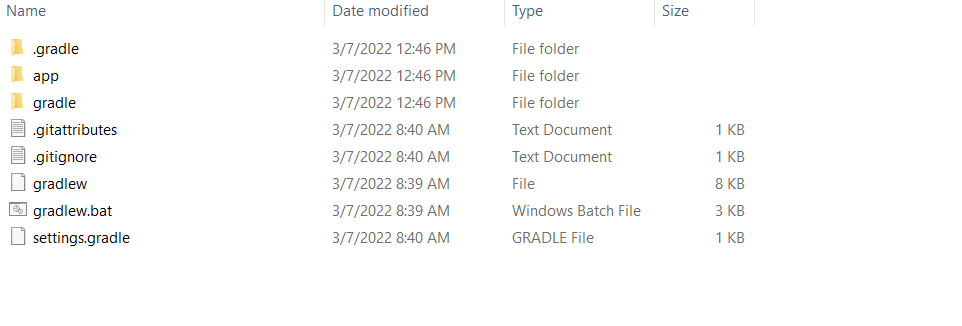 Name Date modified Type Size
.gradle 3/7/2022 12:46 PM File folder
app 3/7/2022 12:46 PM File folder
gradle 3/7/2022 12:46 PM File folder
.gitattributes 3/7/2022 8:40 AM Text Document 1 KB
.gitignore 3/7/2022 8:40 AM Text Document 1 KB
gradlew 3/7/2022 8:39 AM File 8 KB
gradlew.bat 3/7/2022 8:39 AM Windows Batch File 3 KB
settings.gradle 3/7/2022 8:40 AM GRADLE File 1 KB